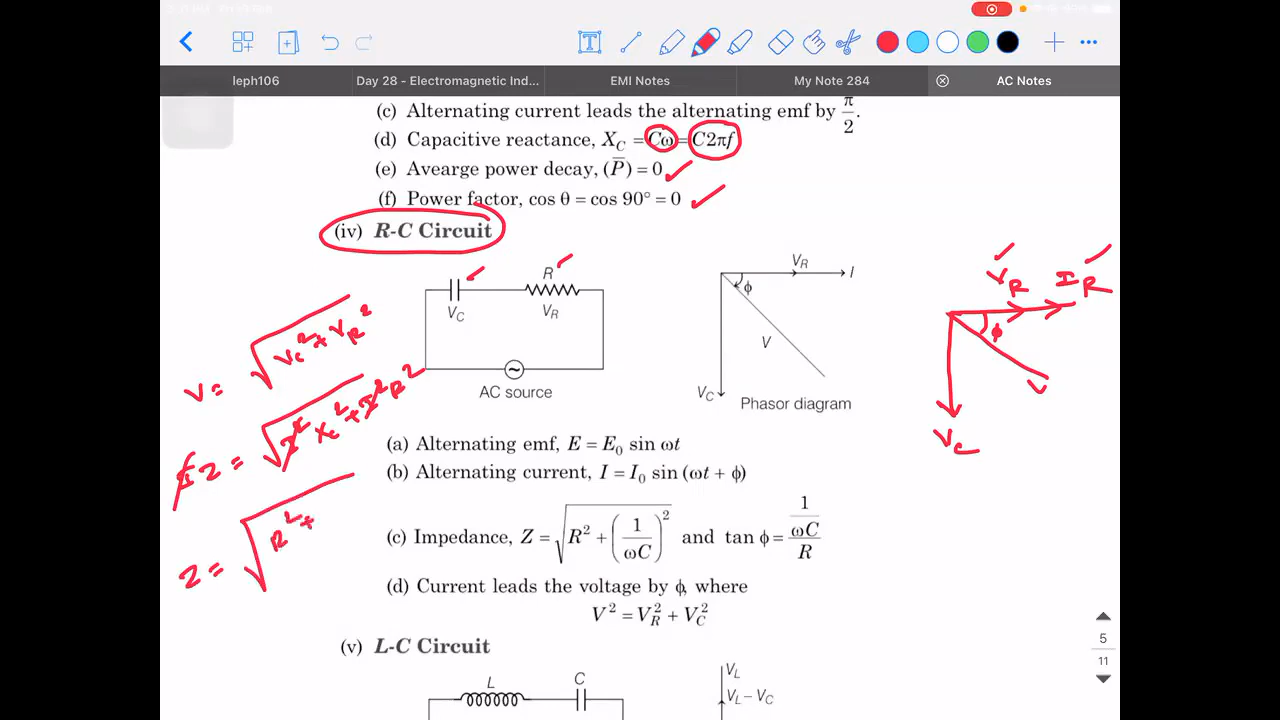 leph106
Day 28 - Electromagnetic Ind...
EMI Notes
My Note 284
AC Notes
(c) Alternating current leads the alternating emf by π/2.
(d) Capacitive reactance, X_C = Cω = C2πf
(e) Avearge power decay, (P̅) = 0
(f) Power factor, cos θ = cos 90° = 0
(iv) R-C Circuit
R
V_C
V_R
AC source
V_R
I
ϕ
V
V_C
Phasor diagram
V_R I_R
ϕ
V
V_C
V = √V_C² + V_R²
IZ = √I²X_C² + I²R²
Z = √R² +
(a) Alternating emf, E = E₀ sin ωt
(b) Alternating current, I = I₀ sin (ωt + ϕ)
(c) Impedance, Z = √R² + (1/ωC)² and tan ϕ = (1/ωC)/R
(d) Current leads the voltage by ϕ, where
V² = V_R² + V_C²
(v) L-C Circuit
L
C
V_L
V_L – V_C
5
11